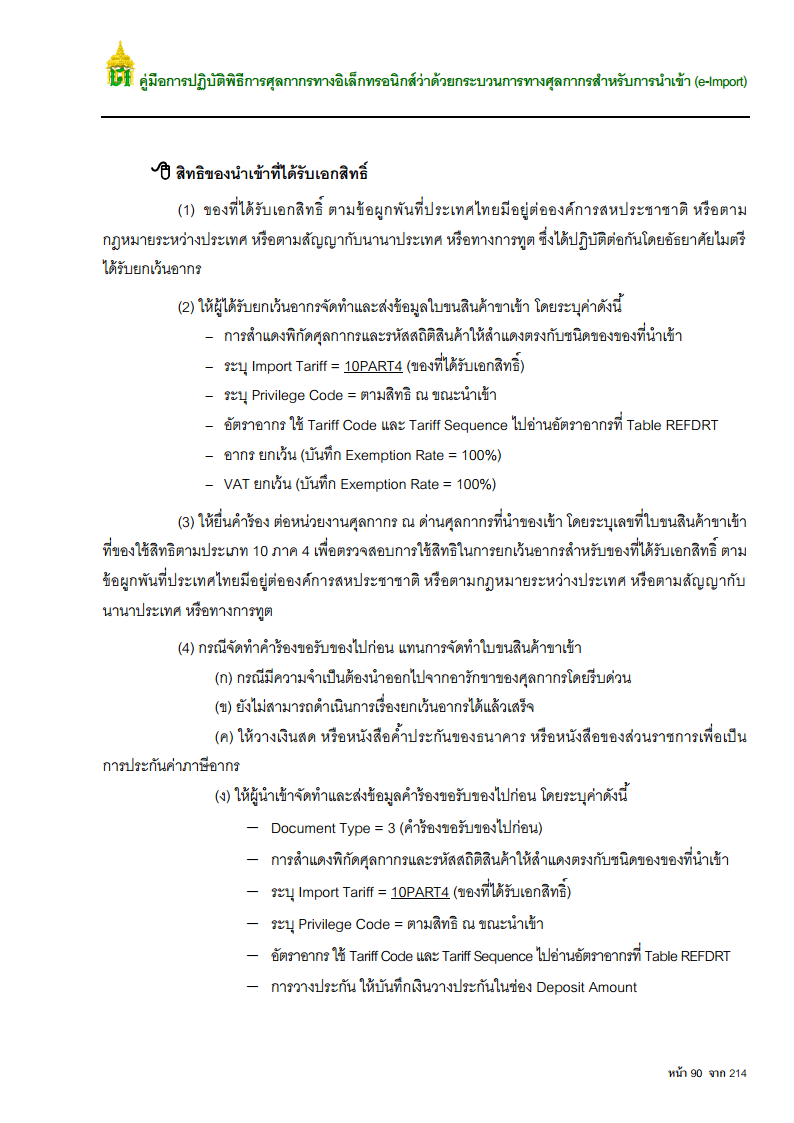 คู่มือการปฏิบัติพิธีการศุลกากรทางอิเล็กทรอนิกส์ว่าด้วยกระบวนการทางศุลกากรสำหรับการนำเข้า (e-Import)
สิทธิของนำเข้าที่ได้รับเอกสิทธิ์
(1) ของที่ได้รับเอกสิทธิ์ ตามข้อผูกพันที่ประเทศไทยมีอยู่ต่อองค์การสหประชาชาติ หรือตาม
กฎหมายระหว่างประเทศ หรือตามสัญญากับนานาประเทศ หรือทางการทูต ซึ่งได้ปฏิบัติต่อกันโดยอัธยาศัยไมตรี
ได้รับยกเว้นอากร
(2) ให้ผู้ได้รับยกเว้นอากรจัดทำและส่งข้อมูลใบขนสินค้าขาเข้า โดยระบุค่าดังนี้
– การสำแดงพิกัดศุลกากรและรหัสสถิติสินค้าให้สำแดงตรงกับชนิดของของที่นำเข้า
– ระบุ Import Tariff = 10PART4 (ของที่ได้รับเอกสิทธิ์)
– ระบุ Privilege Code = ตามสิทธิ ณ ขณะนำเข้า
– อัตราอากร ใช้ Tariff Code และ Tariff Sequence ไปอ่านอัตราอากรที่ Table REFDRT
– อากร ยกเว้น (บันทึก Exemption Rate = 100%)
– VAT ยกเว้น (บันทึก Exemption Rate = 100%)
(3) ให้ยื่นคำร้อง ต่อหน่วยงานศุลกากร ณ ด่านศุลกากรที่นำของเข้า โดยระบุเลขที่ใบขนสินค้าขาเข้า
ที่ของใช้สิทธิตามประเภท 10 ภาค 4 เพื่อตรวจสอบการใช้สิทธิในการยกเว้นอากรสำหรับของที่ได้รับเอกสิทธิ์ ตาม
ข้อผูกพันที่ประเทศไทยมีอยู่ต่อองค์การสหประชาชาติ หรือตามกฎหมายระหว่างประเทศ หรือตามสัญญากับ
นานาประเทศ หรือทางการทูต
(4) กรณีจัดทำคำร้องขอรับของไปก่อน แทนการจัดทำใบขนสินค้าขาเข้า
(ก) กรณีมีความจำเป็นต้องนำออกไปจากอารักขาของศุลกากรโดยรีบด่วน
(ข) ยังไม่สามารถดำเนินการเรื่องยกเว้นอากรได้แล้วเสร็จ
(ค) ให้วางเงินสด หรือหนังสือค้ำประกันของธนาคาร หรือหนังสือของส่วนราชการเพื่อเป็น
การประกันค่าภาษีอากร
(ง) ให้ผู้นำเข้าจัดทำและส่งข้อมูลคำร้องขอรับของไปก่อน โดยระบุค่าดังนี้
– Document Type = 3 (คำร้องขอรับของไปก่อน)
– การสำแดงพิกัดศุลกากรและรหัสสถิติสินค้าให้สำแดงตรงกับชนิดของของที่นำเข้า
– ระบุ Import Tariff = 10PART4 (ของที่ได้รับเอกสิทธิ์)
– ระบุ Privilege Code = ตามสิทธิ ณ ขณะนำเข้า
– อัตราอากร ใช้ Tariff Code และ Tariff Sequence ไปอ่านอัตราอากรที่ Table REFDRT
– การวางประกัน ให้บันทึกเงินวางประกันในช่อง Deposit Amount
หน้า 90 จาก 214